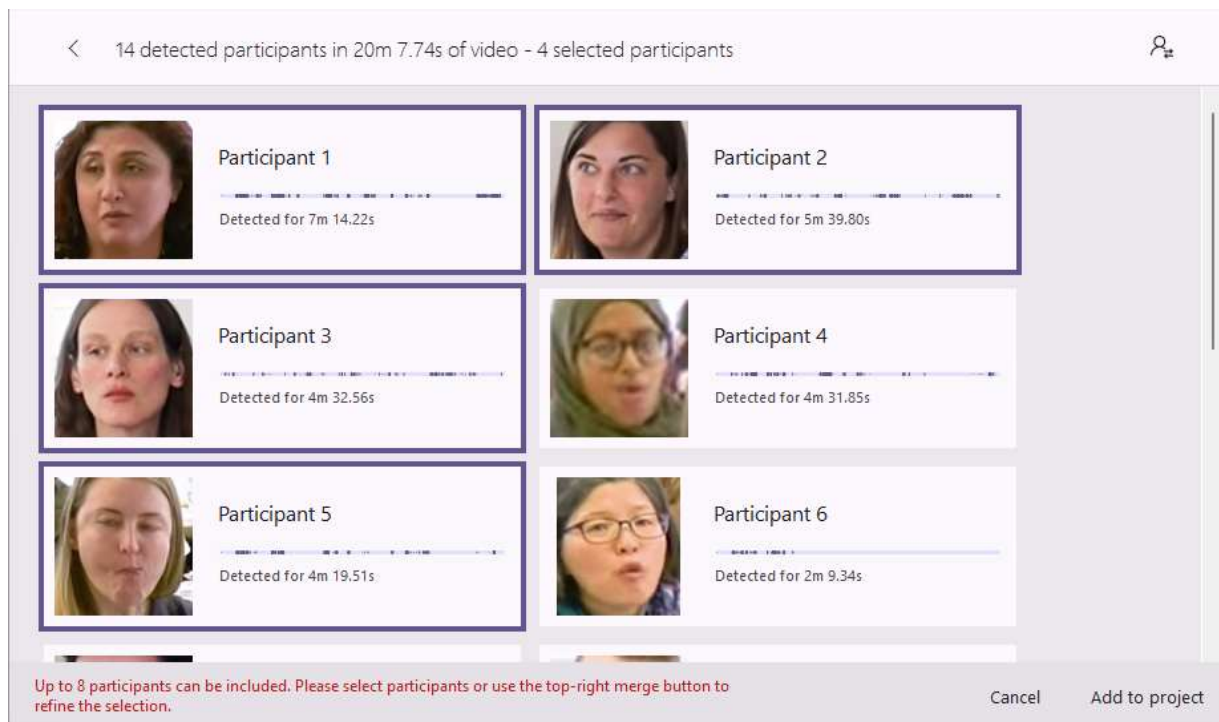 14 detected participants in 20m 7.74s of video - 4 selected participants
Participant 1
Detected for 7m 14.22s
Participant 2
Detected for 5m 39.80s
Participant 3
Detected for 4m 32.56s
Participant 4
Detected for 4m 31.85s
Participant 5
Detected for 4m 19.51s
Participant 6
Detected for 2m 9.34s
Up to 8 participants can be included. Please select participants or use the top-right merge button to
refine the selection.
Cancel
Add to project